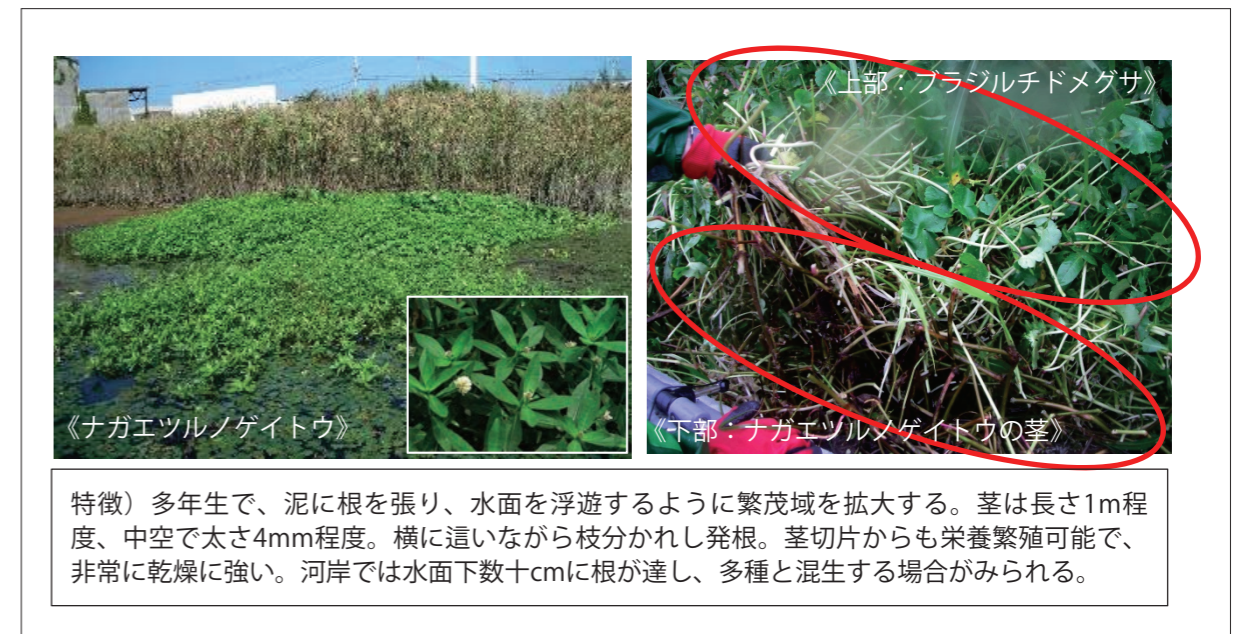 《上部：ブラジルチドメグサ》
《ナガエツルノゲイトウ》
《下部：ナガエツルノゲイトウの茎》
特徴）多年生で、泥に根を張り、水面を浮遊するように繁茂域を拡大する。茎は長さ1m程
度、中空で太さ4mm程度。横に這いながら枝分かれし発根。茎切片からも栄養繁殖可能で、
非常に乾燥に強い。河岸では水面下数十cmに根が達し、多種と混生する場合がみられる。